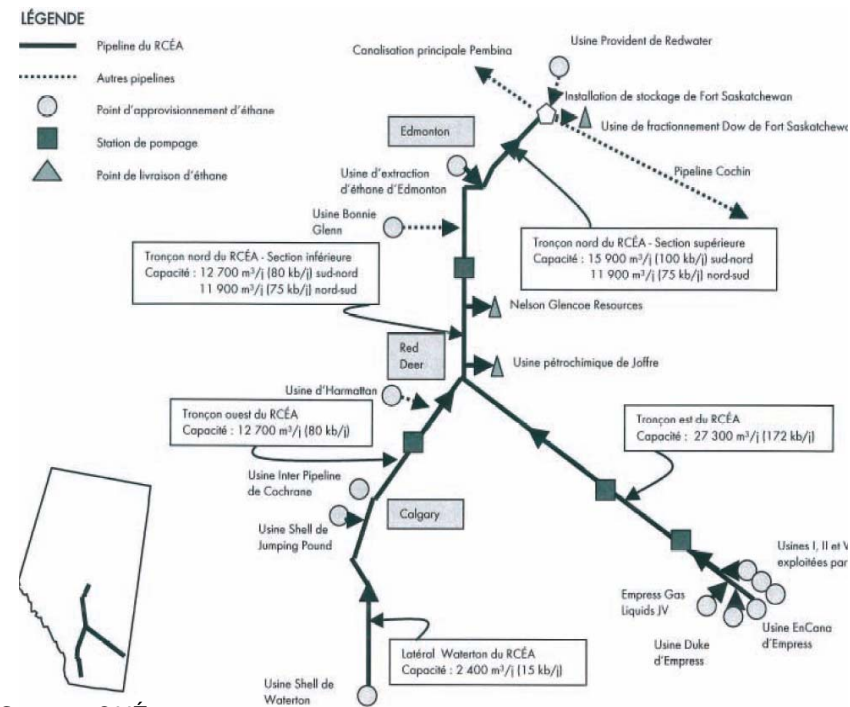 LÉGENDE
Pipeline du RCÉA
Autres pipelines
Point d'approvisionnement d'éthane
Station de pompage
Point de livraison d'éthane
Canalisation principale Pembina
Usine Provident de Redwater
Installation de stockage de Fort Saskatchewan
Usine de fractionnement Dow de Fort Saskatchew
Edmonton
Usine d'extraction
d'éthane d'Edmonton
Pipeline Cochin
Usine Bonnie
Glenn
Tronçon nord du RCÉA - Section inférieure
Capacité : 12 700 m³/j (80 kb/j) sud-nord
11 900 m³/j (75 kb/j) nord-sud
Tronçon nord du RCÉA - Section supérieure
Capacité : 15 900 m³/j (100 kb/j) sud-nord
11 900 m³/j (75 kb/j) nord-sud
Nelson Glencoe Resources
Red
Deer
Usine pétrochimique de Joffre
Usine d'Harmattan
Tronçon ouest du RCÉA
Capacité : 12 700 m³/j (80 kb/j)
Tronçon est du RCÉA
Capacité : 27 300 m³/j (172 kb/j)
Usine Inter Pipeline
de Cochrane
Calgary
Usine Shell de
Jumping Pound
Usines I, II et V
exploitées par
Empress Gas
Liquids JV
Usine EnCana
d'Empress
Usine Duke
d'Empress
Latéral Waterton du RCÉA
Capacité : 2 400 m³/j (15 kb/j)
Usine Shell de
Waterton